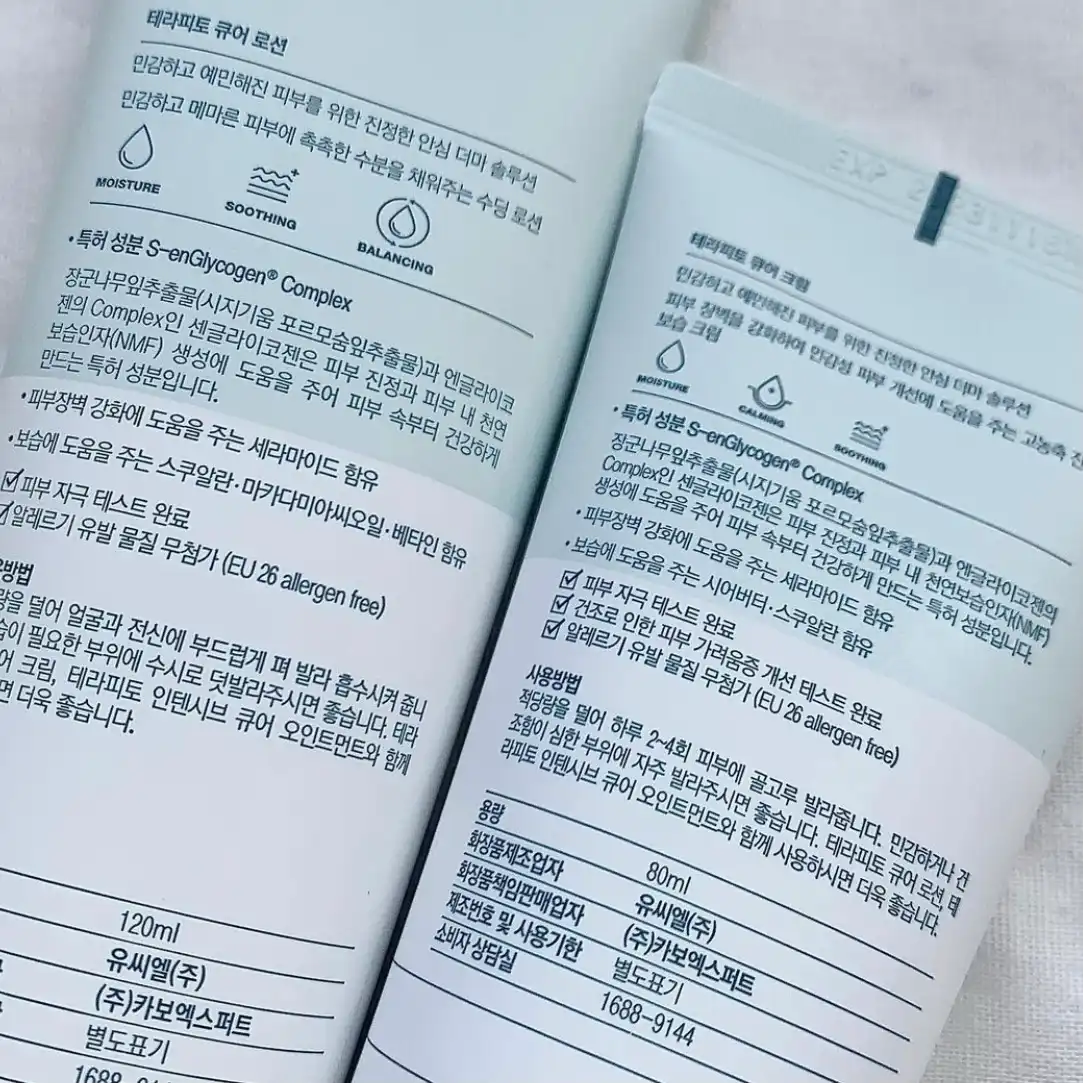 테라피토 큐어 로션
민감하고 예민해진 피부를 위한 진정한 안심 더마 솔루션
민감하고 메마른 피부에 촉촉한 수분을 채워주는 수딩 로션
MOISTURE
SOOTHING
BALANCING
• 특허 성분 S-enGlycogen® Complex
장군나무잎추출물(시지기움 포르모숨잎추출물)과 엔글라이코
젠의 Complex인 센글라이코젠은 피부 진정과 피부 내 천연
보습인자(NMF) 생성에 도움을 주어 피부 속부터 건강하게
만드는 특허 성분입니다.
• 피부장벽 강화에 도움을 주는 세라마이드 함유
• 보습에 도움을 주는 스쿠알란·마카다미아씨오일·베타인 함유
피부 자극 테스트 완료
알레르기 유발 물질 무첨가 (EU 26 allergen free)
방법
을 덜어 얼굴과 전신에 부드럽게 펴 발라 흡수시켜 줍니
습이 필요한 부위에 수시로 덧발라주시면 좋습니다. 테라
어 크림, 테라피토 인텐시브 큐어 오인트먼트와 함께
면 더욱 좋습니다.
120ml
유씨엘(주)
(주)카보엑스퍼트
별도표기
테라피토 큐어 크림
민감하고 예민해진 피부를 위한 진정한 안심 더마 솔루션
피부 장벽을 강화하여 민감성 피부 개선에 도움을 주는 고농축 진
보습 크림
MOISTURE
CALMING
SOOTHING
• 특허 성분 S-enGlycogen® Complex
장군나무잎추출물(시지기움 포르모숨잎추출물)과 엔글라이코젠의
Complex인 센글라이코젠은 피부 진정과 피부 내 천연보습인자(NMF)
생성에 도움을 주어 피부 속부터 건강하게 만드는 특허 성분입니다.
• 피부장벽 강화에 도움을 주는 세라마이드 함유
• 보습에 도움을 주는 시어버터·스쿠알란 함유
피부 자극 테스트 완료
건조로 인한 피부 가려움증 개선 테스트 완료
알레르기 유발 물질 무첨가 (EU 26 allergen free)
사용방법
적당량을 덜어 하루 2~4회 피부에 골고루 발라줍니다. 민감하거나 건
조함이 심한 부위에 자주 발라주시면 좋습니다. 테라피토 큐어 로션, 테
라피토 인텐시브 큐어 오인트먼트와 함께 사용하시면 더욱 좋습니다.
용량 80ml
화장품제조업자 유씨엘(주)
화장품책임판매업자 (주)카보엑스퍼트
제조번호 및 사용기한 별도표기
소비자 상담실 1688-9144